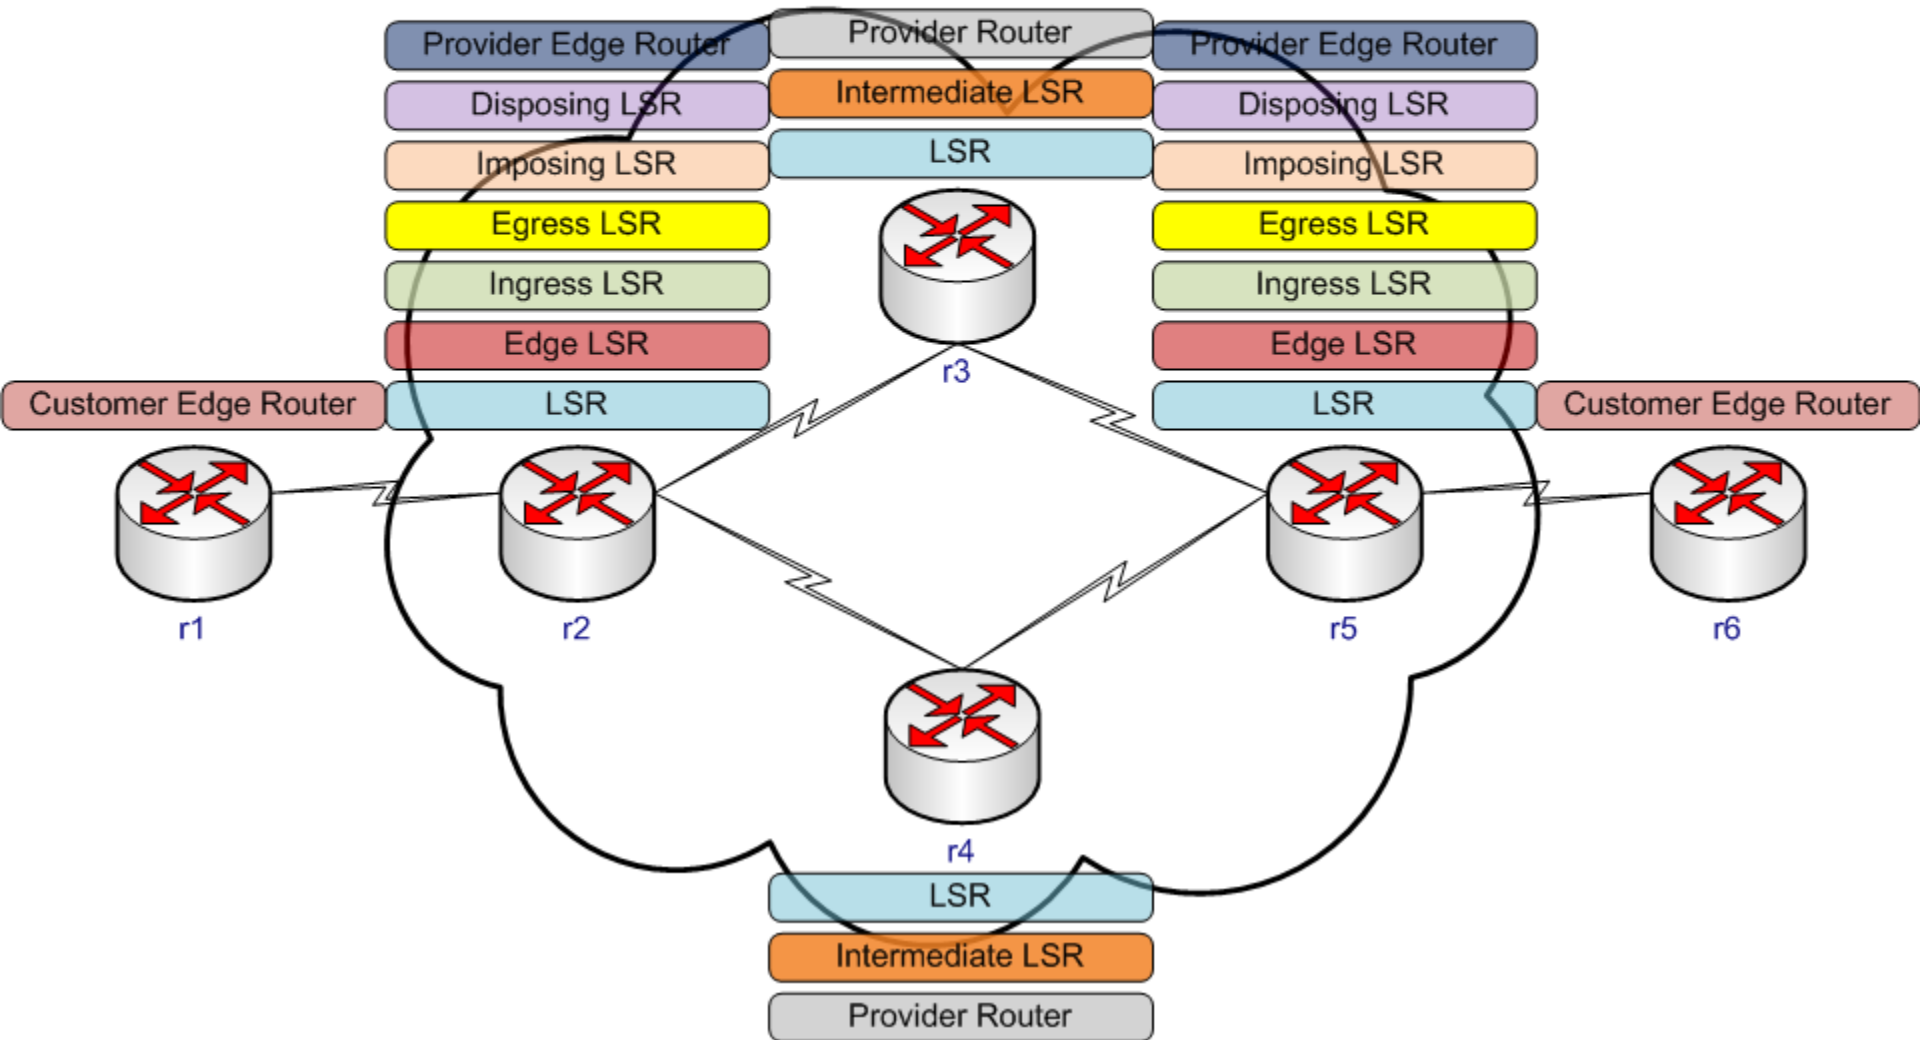 Provider Edge Router
Disposing LSR
Imposing LSR
Egress LSR
Ingress LSR
Edge LSR
LSR
Provider Router
Intermediate LSR
LSR
Provider Edge Router
Disposing LSR
Imposing LSR
Egress LSR
Ingress LSR
Edge LSR
LSR
Customer Edge Router
Customer Edge Router
r3
r1
r2
r5
r6
r4
LSR
Intermediate LSR
Provider Router